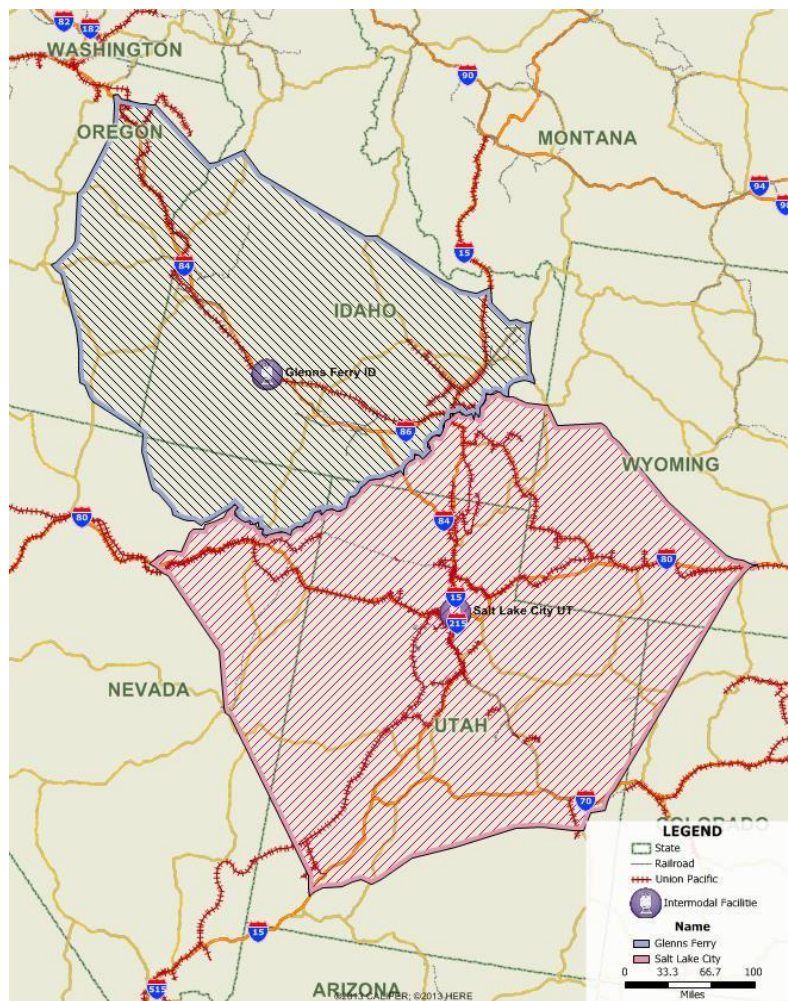 82
182
WASHINGTON
90
OREGON
MONTANA
94
15
84
IDAHO
Glenns Ferry ID
86
WYOMING
80
84
80
15
Salt Lake City UT
215
NEVADA
UTAH
70
COLORADO
LEGEND
State
Railroad
Union Pacific
Intermodal Facilitie
Name
Glenns Ferry
Salt Lake City
0 33.3 66.7 100
Miles
15
515
ARIZONA
©2013 CALIPER; ©2013 HERE